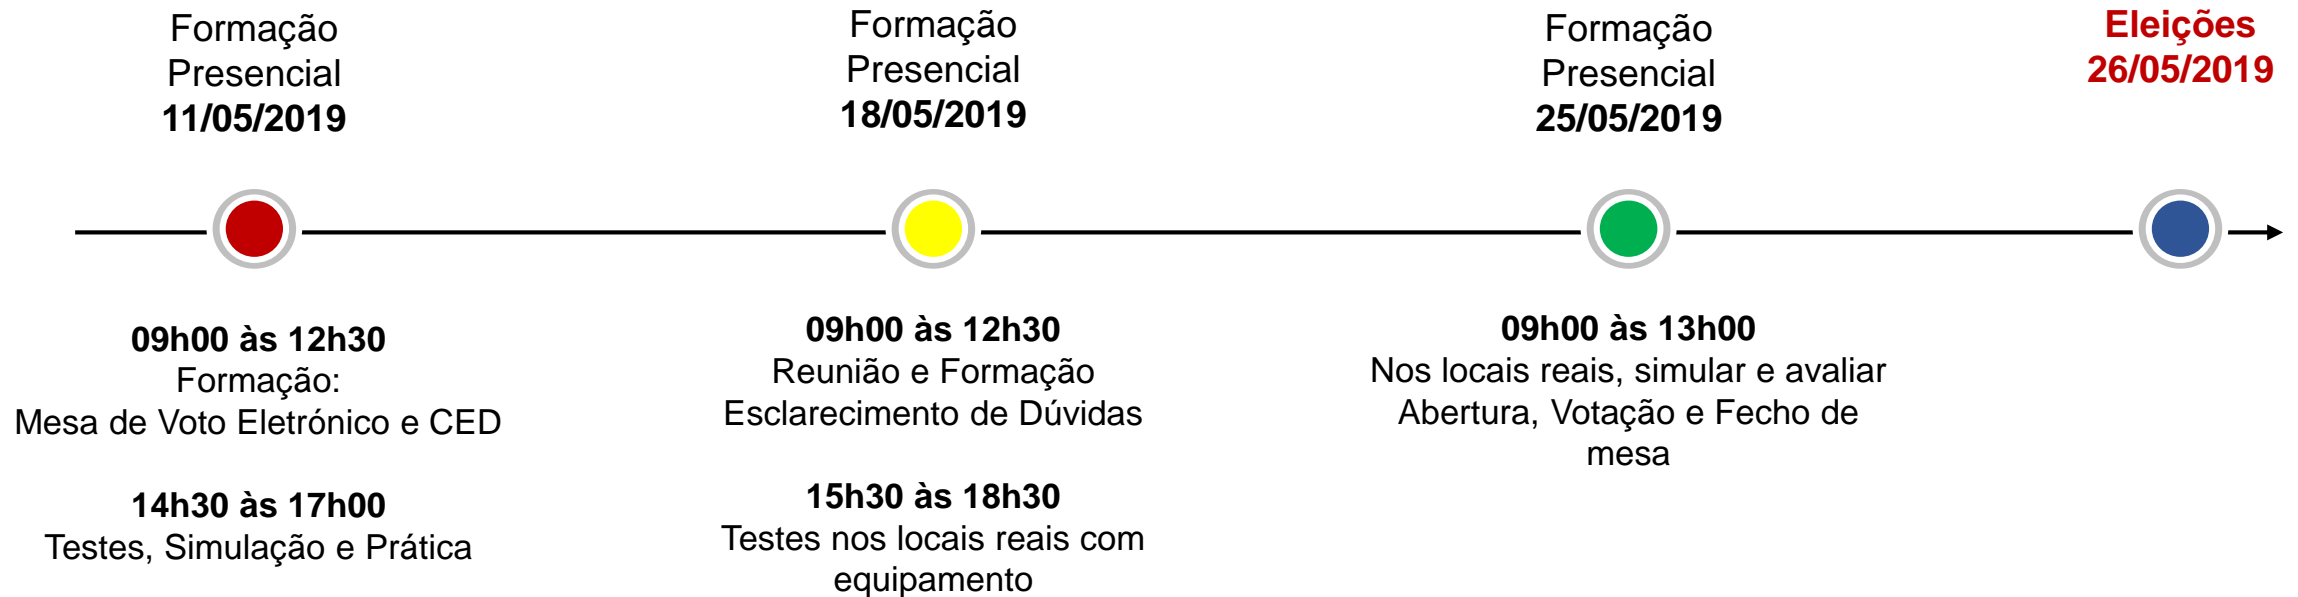 Formação
Presencial
11/05/2019
Formação
Presencial
18/05/2019
Formação
Presencial
25/05/2019
Eleições
26/05/2019
09h00 às 12h30
Formação:
Mesa de Voto Eletrónico e CED
14h30 às 17h00
Testes, Simulação e Prática
09h00 às 12h30
Reunião e Formação
Esclarecimento de Dúvidas
15h30 às 18h30
Testes nos locais reais com
equipamento
09h00 às 13h00
Nos locais reais, simular e avaliar
Abertura, Votação e Fecho de
mesa